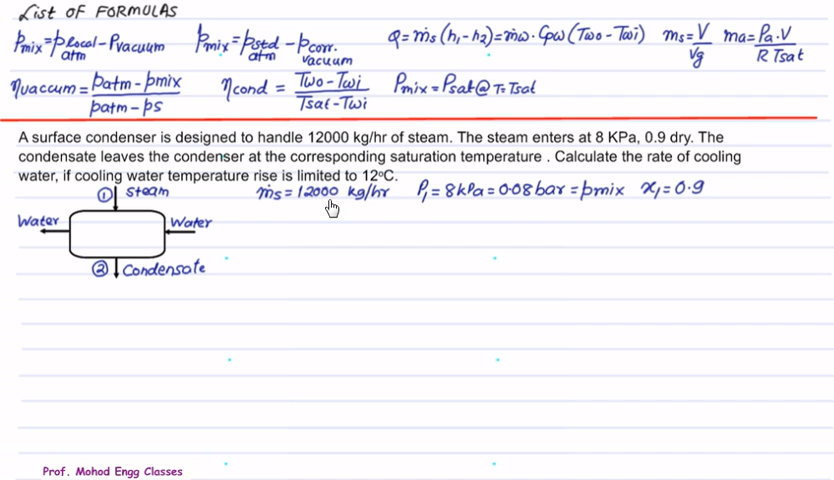 List of FORMULAS
Pmix = plocal atm - Pvacuum   Pmix = pstd atm - pcorr. vacuum   Q = ṁs (h1 - h2) = ṁw · Cpw (Two - Twi)   ms = V/Vg   ma = Pa·V / R Tsat
ηvaccum = patm - pmix / patm - ps   ηcond = Two - Twi / Tsat - Twi   Pmix = Psat @ T= Tsat
A surface condenser is designed to handle 12000 kg/hr of steam. The steam enters at 8 KPa, 0.9 dry. The
condensate leaves the condenser at the corresponding saturation temperature . Calculate the rate of cooling
water, if cooling water temperature rise is limited to 12°C.
① Steam   ṁs = 12000 kg/hr   P1 = 8 kPa = 0.08 bar = pmix   x1 = 0.9
Water   Water
② Condensate
Prof. Mohod Engg Classes